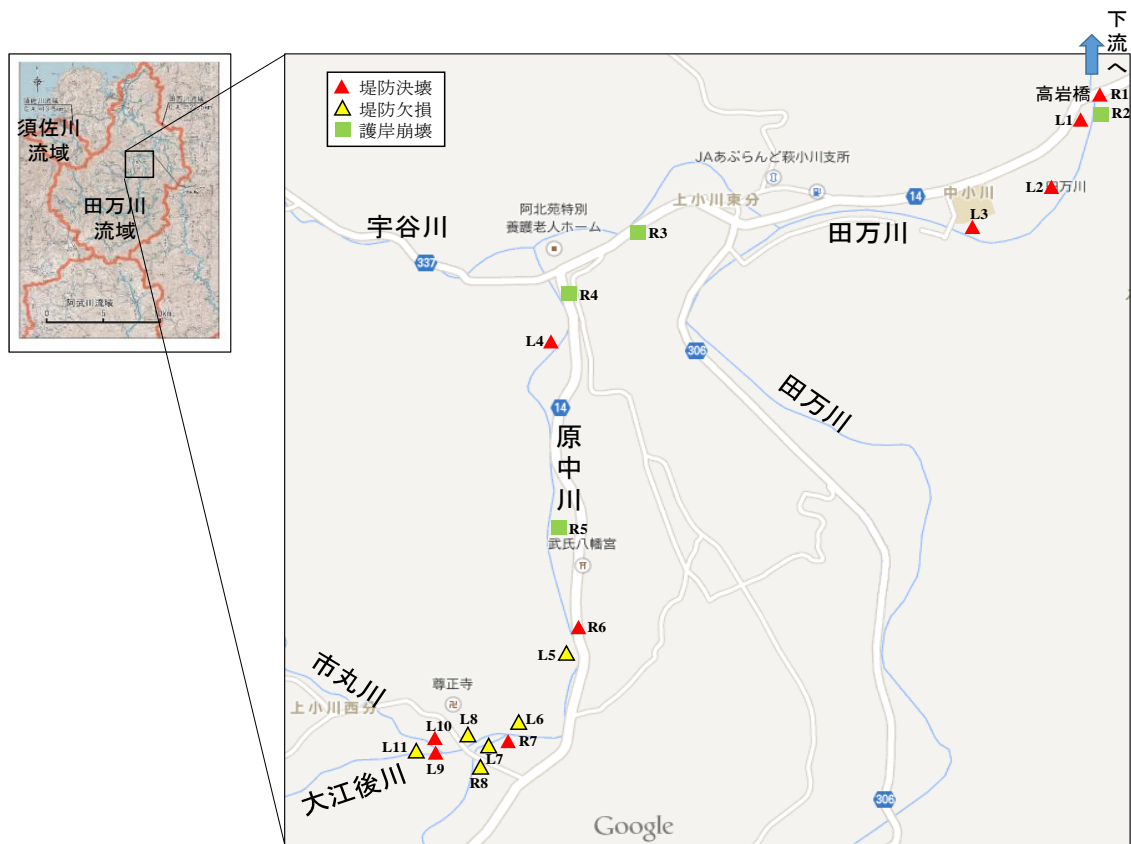 下流へ
堤防決壊
堤防欠損
護岸崩壊
高岩橋
R1
R2
L1
須佐川
流域
田万川
流域
阿武川流域
0
5
JAあぶらんど萩小川支所
上小川東分
14
中小川
L2
L3
田万川
阿北苑特別
養護老人ホーム
宇谷川
337
R3
R4
L4
306
14
田万川
原中川
R5
武氏八幡宮
R6
L5
市丸川
上小川西分
尊正寺
L10
L8
L6
L11
R7
L9
L7
R8
大江後川
306
Google